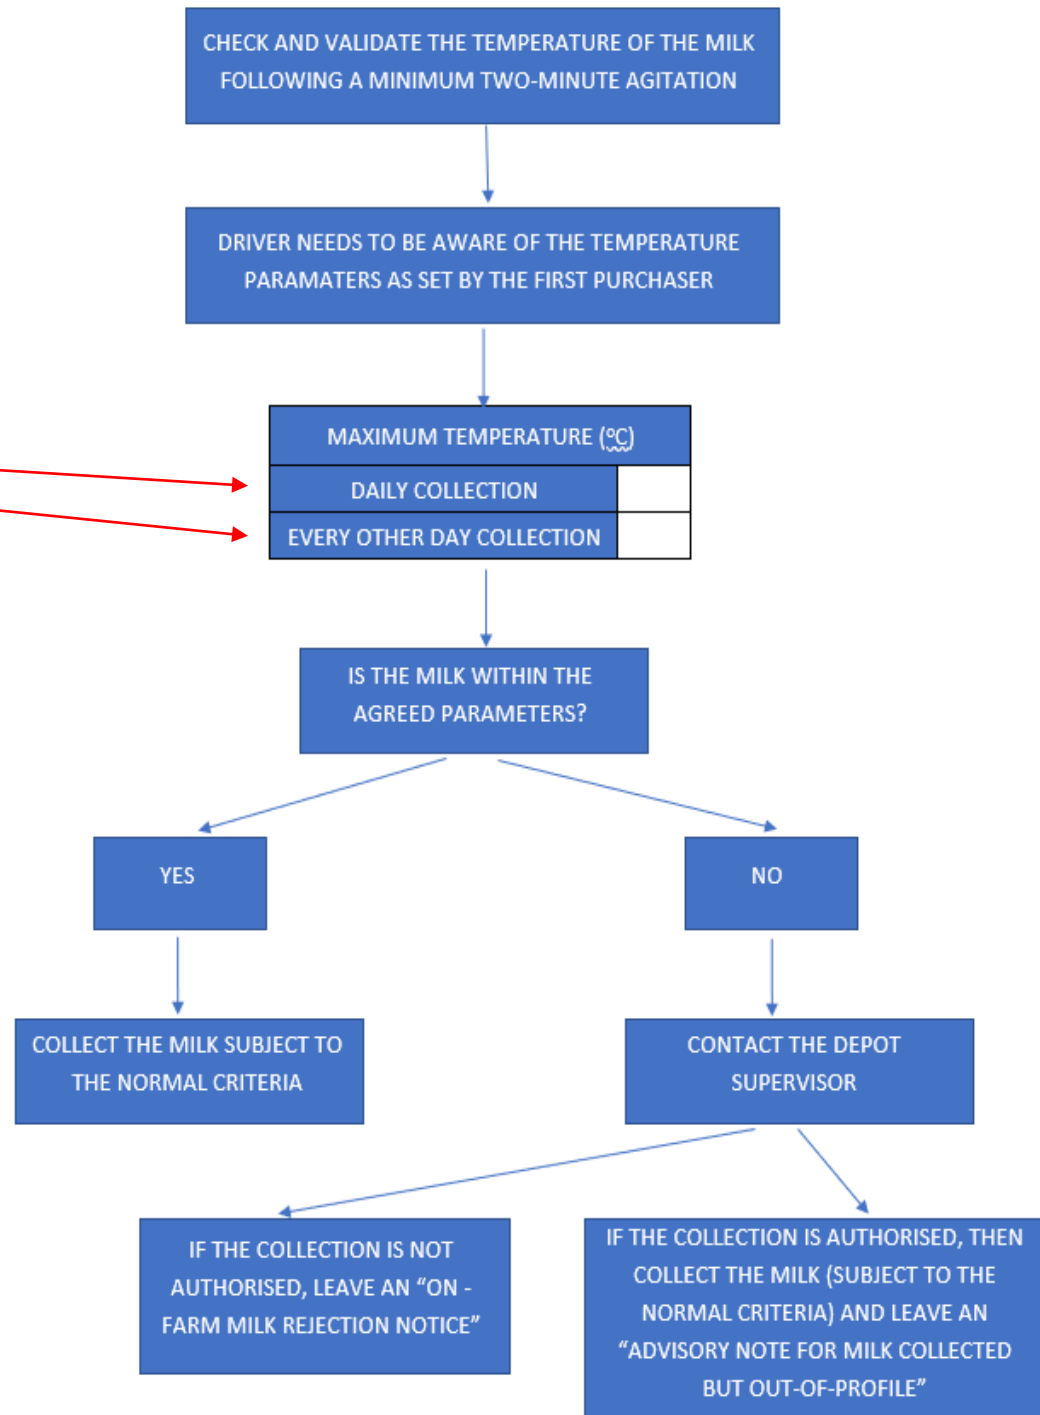 CHECK AND VALIDATE THE TEMPERATURE OF THE MILK
FOLLOWING A MINIMUM TWO-MINUTE AGITATION
DRIVER NEEDS TO BE AWARE OF THE TEMPERATURE
PARAMATERS AS SET BY THE FIRST PURCHASER
MAXIMUM TEMPERATURE (ºC)
DAILY COLLECTION
EVERY OTHER DAY COLLECTION
IS THE MILK WITHIN THE
AGREED PARAMETERS?
YES
NO
COLLECT THE MILK SUBJECT TO
THE NORMAL CRITERIA
CONTACT THE DEPOT
SUPERVISOR
IF THE COLLECTION IS NOT
AUTHORISED, LEAVE AN “ON -
FARM MILK REJECTION NOTICE”
IF THE COLLECTION IS AUTHORISED, THEN
COLLECT THE MILK (SUBJECT TO THE
NORMAL CRITERIA) AND LEAVE AN
“ADVISORY NOTE FOR MILK COLLECTED
BUT OUT-OF-PROFILE”